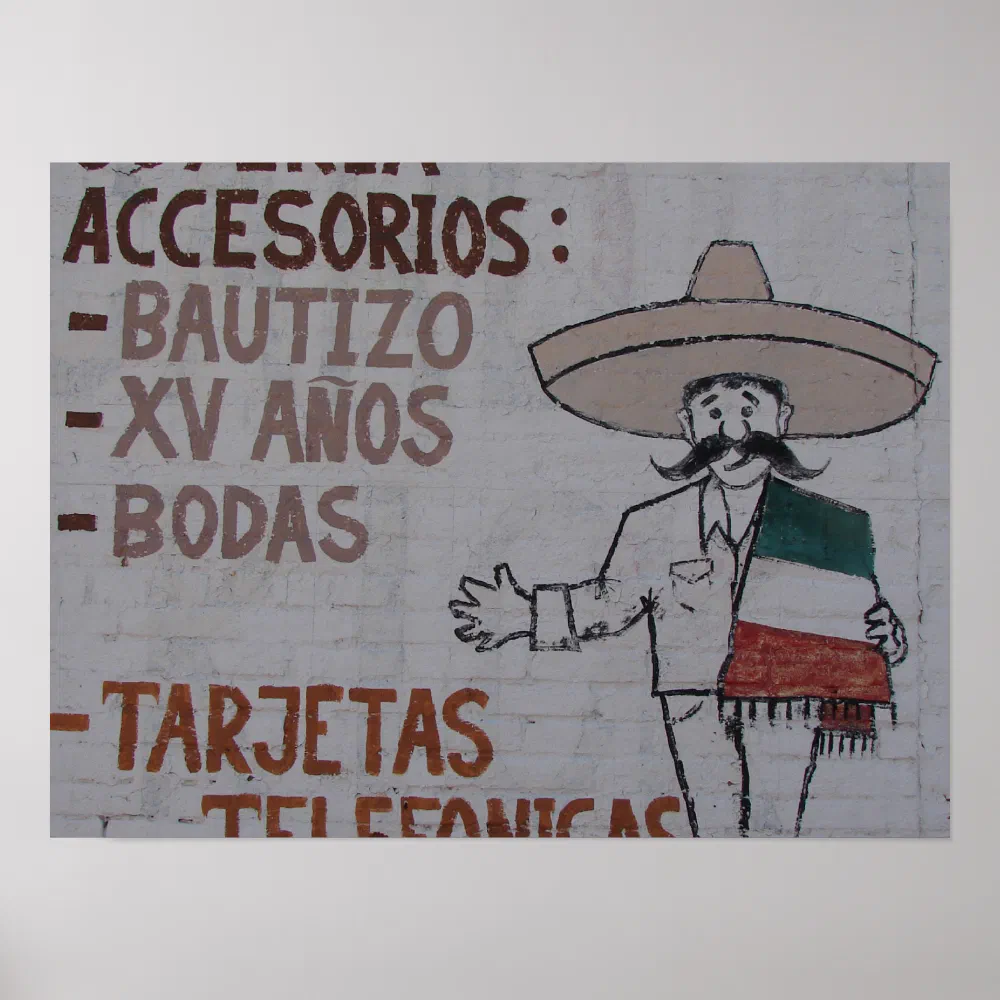 ACCESORIOS:
- BAUTIZO
- XV AÑOS
- BODAS
- TARJETAS
TELEFONICAS